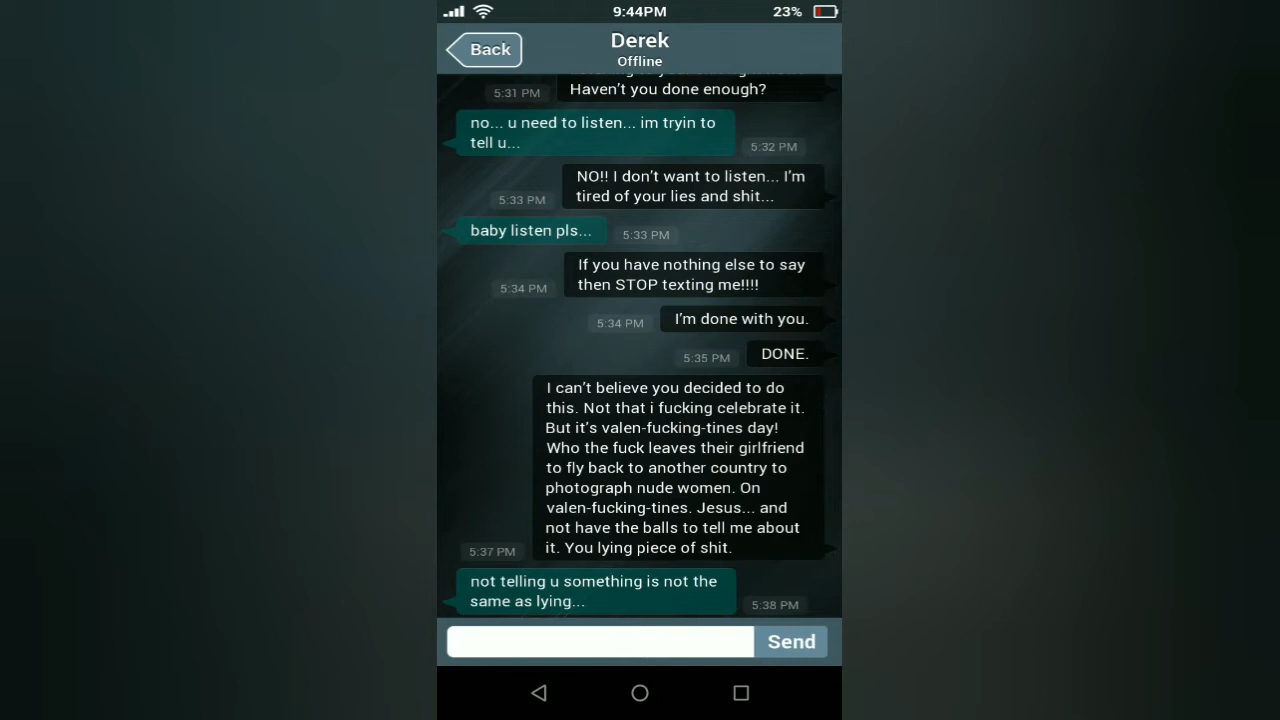 9:44PM
23%
Back
Derek
Offline
Haven't you done enough?
5:31 PM
no... u need to listen... im tryin to
tell u...
5:32 PM
NO!! I don't want to listen... I'm
tired of your lies and shit...
5:33 PM
baby listen pls...
5:33 PM
If you have nothing else to say
then STOP texting me!!!!
5:34 PM
I'm done with you.
5:34 PM
DONE.
5:35 PM
I can't believe you decided to do
this. Not that i fucking celebrate it.
But it's valen-fucking-tines day!
Who the fuck leaves their girlfriend
to fly back to another country to
photograph nude women. On
valen-fucking-tines. Jesus... and
not have the balls to tell me about
it. You lying piece of shit.
5:37 PM
not telling u something is not the
same as lying...
5:38 PM
Send